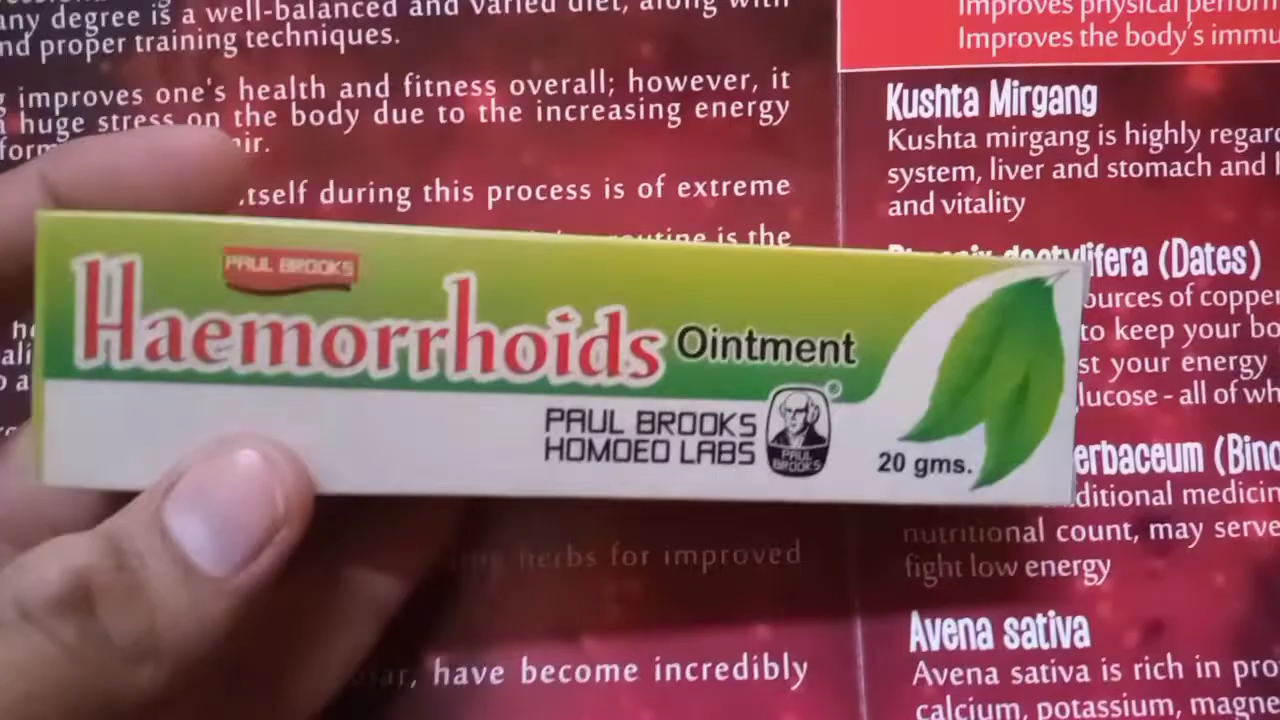 any degree is a well-balanced and varied diet, along with
nd proper training techniques.
improves one's health and fitness overall; however, it
huge stress on the body due to the increasing energy
itself during this process is of extreme
is the
PAUL BROOKS
Haemorrhoids Ointment
PAUL BROOKS
HOMOEO LABS
PAUL
BROOKS
20 gms.
herbs for improved
have become incredibly
Improves physical perform
Improves the body's immu
Kushta Mirgang
Kushta mirgang is highly regard
system, liver and stomach and
and vitality
dactylifera (Dates)
ources of copper
to keep your bo
st your energy
lucose - all of wh
erbaceum (Bino
ditional medicin
nutritional count, may serve
fight low energy
Avena sativa
Avena sativa is rich in pro
calcium, potassium, magne